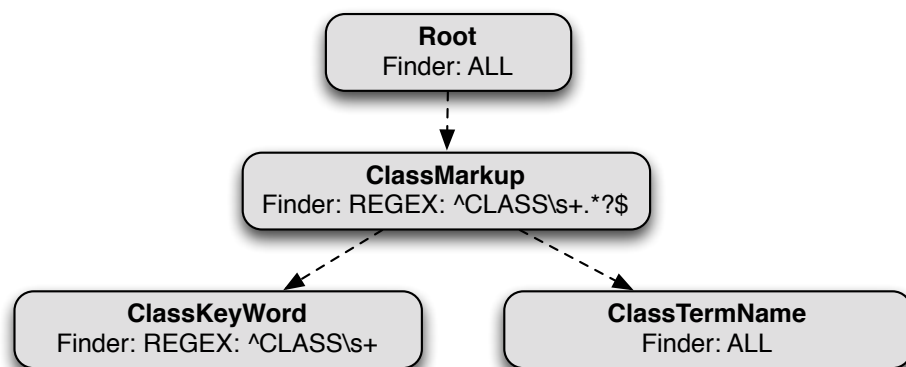 Root
Finder: ALL
ClassMarkup
Finder: REGEX: ^CLASS\s+.*?$
ClassKeyWord
Finder: REGEX: ^CLASS\s+
ClassTermName
Finder: ALL